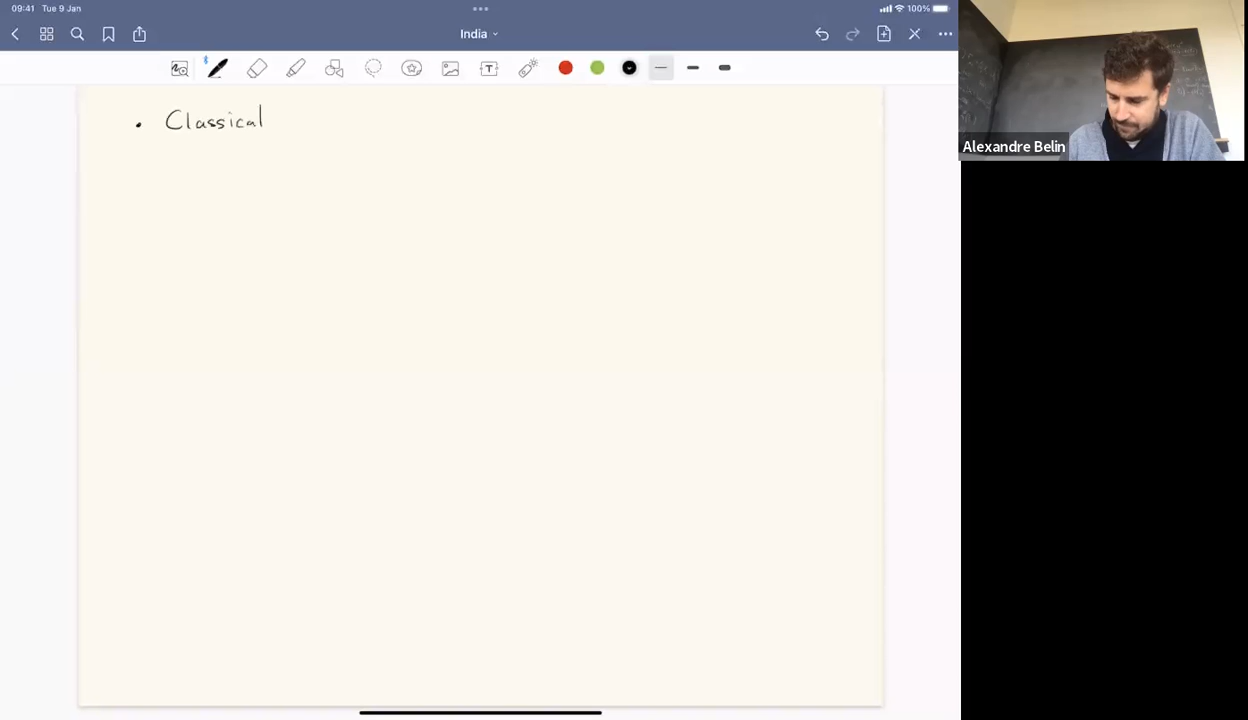 09:41 Tue 9 Jan
100%
India
T
• Classical
Alexandre Belin